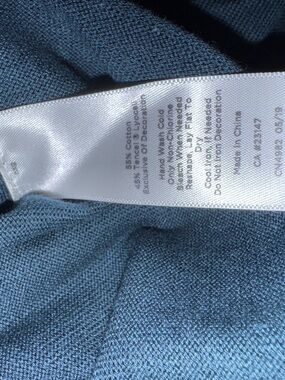 55% Cotton
45% Tencel® Lyocell
Exclusive Of Decoration
Hand Wash Cold
Only Non-Chlorine
Bleach When Needed
Reshape, Lay Flat To
Dry
Cool Iron, If Needed
Do Not Iron Decoration
Made In China
CA #23147
CN4982 05/19